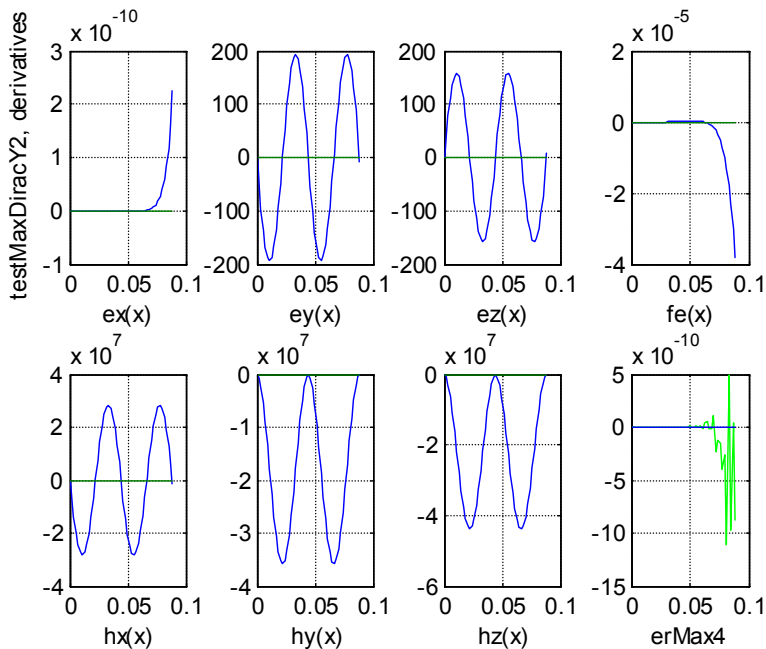 testMaxDiracY2, derivatives
x 10^-10
3
2
1
0
-1
0 0.05 0.1
ex(x)
200
100
0
-100
-200
0 0.05 0.1
ey(x)
200
100
0
-100
-200
0 0.05 0.1
ez(x)
x 10^-5
2
0
-2
-4
0 0.05 0.1
fe(x)
x 10^7
4
2
0
-2
-4
0 0.05 0.1
hx(x)
x 10^7
0
-1
-2
-3
-4
0 0.05 0.1
hy(x)
x 10^7
0
-2
-4
-6
0 0.05 0.1
hz(x)
x 10^-10
5
0
-5
-10
-15
0 0.05 0.1
erMax4